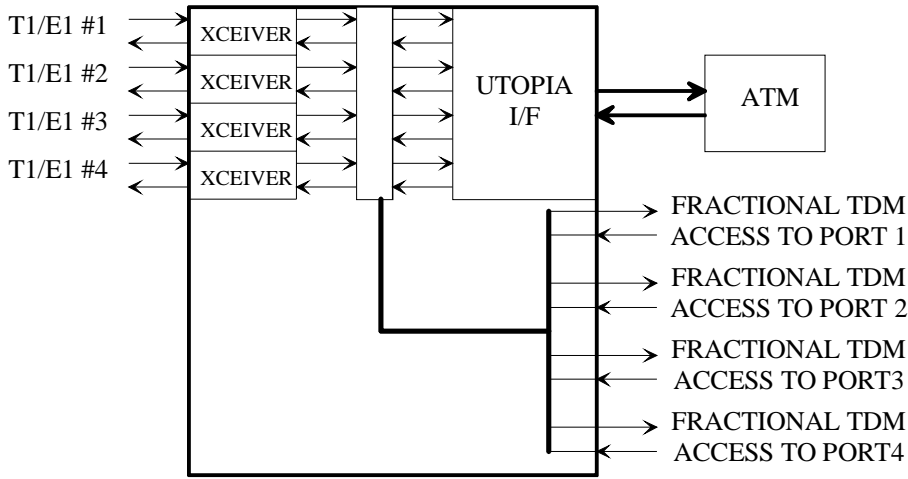 T1/E1 #1
T1/E1 #2
T1/E1 #3
T1/E1 #4
XCEIVER
XCEIVER
XCEIVER
XCEIVER
UTOPIA
I/F
ATM
FRACTIONAL TDM
ACCESS TO PORT 1
FRACTIONAL TDM
ACCESS TO PORT 2
FRACTIONAL TDM
ACCESS TO PORT3
FRACTIONAL TDM
ACCESS TO PORT4